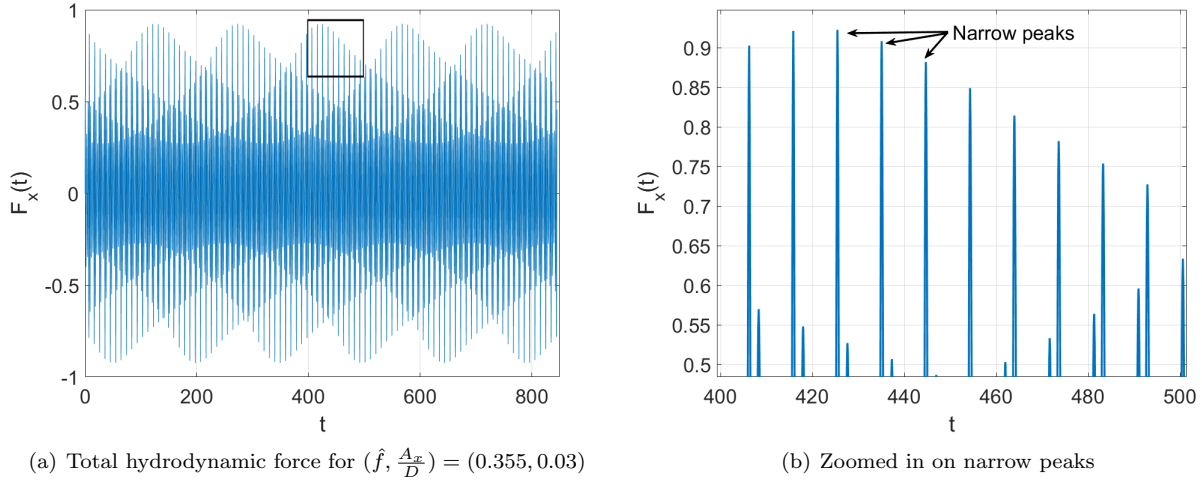 1
0.5
0
-0.5
-1
F_x(t)
0 200 400 600 800
t
(a) Total hydrodynamic force for (f̂, A_x/D) = (0.355, 0.03)
Narrow peaks
0.9
0.85
0.8
0.75
0.7
0.65
0.6
0.55
0.5
F_x(t)
400 420 440 460 480 500
t
(b) Zoomed in on narrow peaks